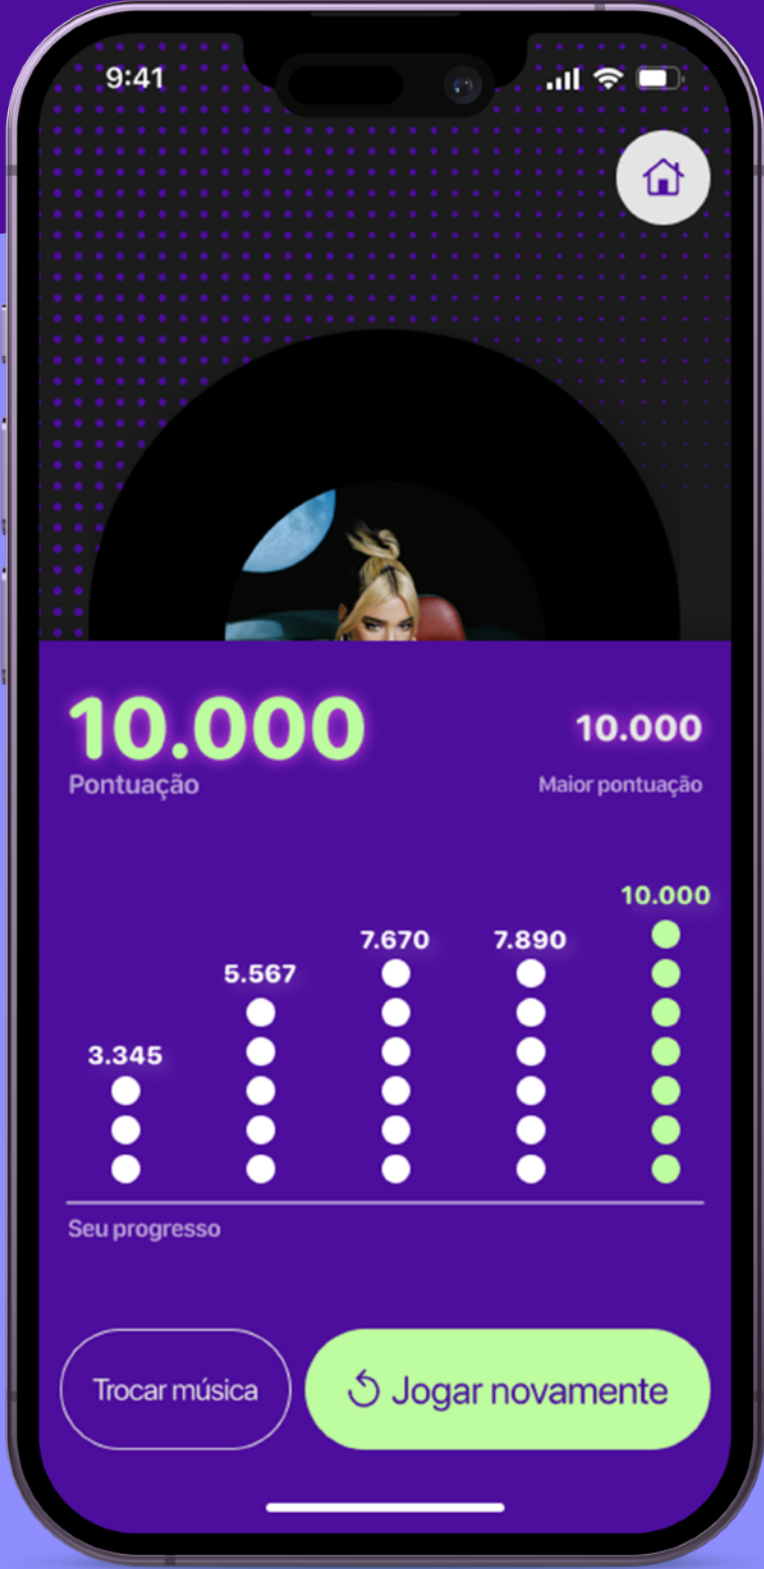 9:41
10.000
Pontuação
10.000
Maior pontuação
3.345
5.567
7.670
7.890
10.000
Seu progresso
Trocar música
Jogar novamente